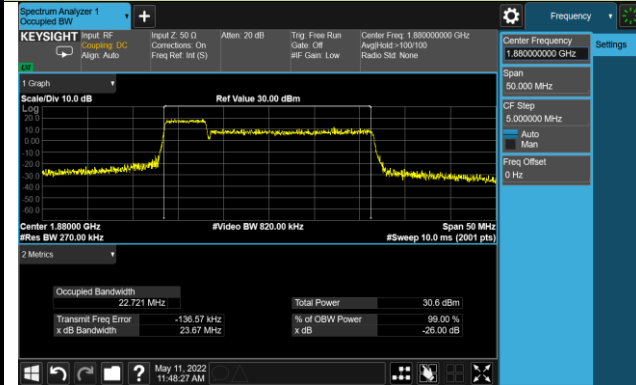 Spectrum Analyzer 1
Occupied BW
Frequency
KEYSIGHT
Input: RF
Coupling: DC
Align: Auto
Input Z: 50 Ω
Corrections: On
Freq Ref: Int (S)
Atten: 20 dB
Trig: Free Run
Gate: Off
#IF Gain: Low
Center Freq: 1.880000000 GHz
Avg|Hold:>100/100
Radio Std: None
Center Frequency
1.880000000 GHz
Settings
Span
50.000 MHz
CF Step
5.000000 MHz
Auto
Man
Freq Offset
0 Hz
1 Graph
Scale/Div 10.0 dB
Ref Value 30.00 dBm
Log
20.0
10.0
0.00
-10.0
-20.0
-30.0
-40.0
-50.0
-60.0
Center 1.88000 GHz
#Video BW 820.00 kHz
Span 50 MHz
#Res BW 270.00 kHz
#Sweep 10.0 ms (2001 pts)
2 Metrics
Occupied Bandwidth
22.721 MHz
Total Power 30.6 dBm
Transmit Freq Error -136.57 kHz
% of OBW Power 99.00 %
x dB Bandwidth 23.67 MHz
x dB -26.00 dB
May 11, 2022
11:48:27 AM